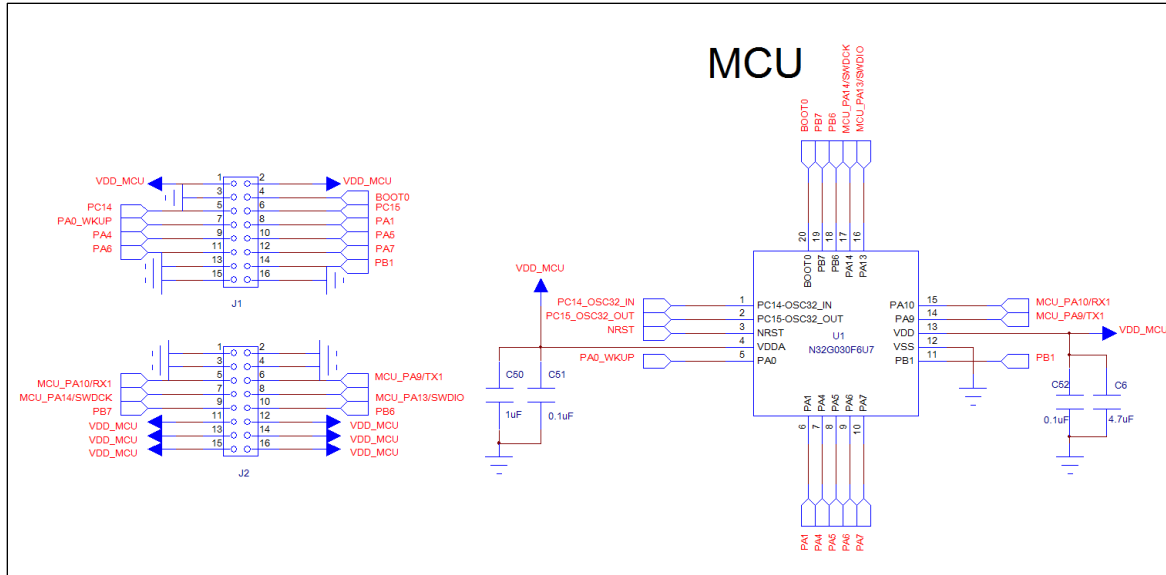 MCU
BOOT0
PB7
PB6
MCU_PA14/SWDCK
MCU_PA13/SWDIO
20
19
18
17
16
BOOT0
PB7
PB6
PA14
PA13
VDD_MCU 1 2 VDD_MCU
3 4 BOOT0
PC14 5 6 PC15
PA0_WKUP 7 8 PA1
PA4 9 10 PA5
PA6 11 12 PA7
13 14 PB1
15 16
J1
1 2
3 4
MCU_PA10/RX1 5 6 MCU_PA9/TX1
MCU_PA14/SWDCK 7 8 MCU_PA13/SWDIO
PB7 9 10 PB6
VDD_MCU 11 12 VDD_MCU
VDD_MCU 13 14 VDD_MCU
VDD_MCU 15 16 VDD_MCU
J2
VDD_MCU
PC14_OSC32_IN 1 PC14-OSC32_IN
PC15_OSC32_OUT 2 PC15-OSC32_OUT
NRST 3 NRST
4 VDDA
PA0_WKUP 5 PA0
U1
N32G030F6U7
PA10 15 MCU_PA10/RX1
PA9 14 MCU_PA9/TX1
VDD 13 VDD_MCU
VSS 12
PB1 11 PB1
C50
1uF
C51
0.1uF
C52
0.1uF
C6
4.7uF
PA1
PA4
PA5
PA6
PA7
6
7
8
9
10
PA1
PA4
PA5
PA6
PA7